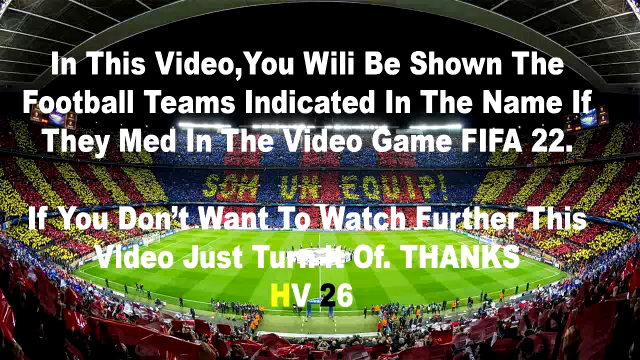 In This Video,You Wili Be Shown The
Football Teams Indicated In The Name If
They Med In The Video Game FIFA 22.
SOM UN EQUIP!
If You Don't Want To Watch Further This
Video Just Turn It Of. THANKS
HV 26